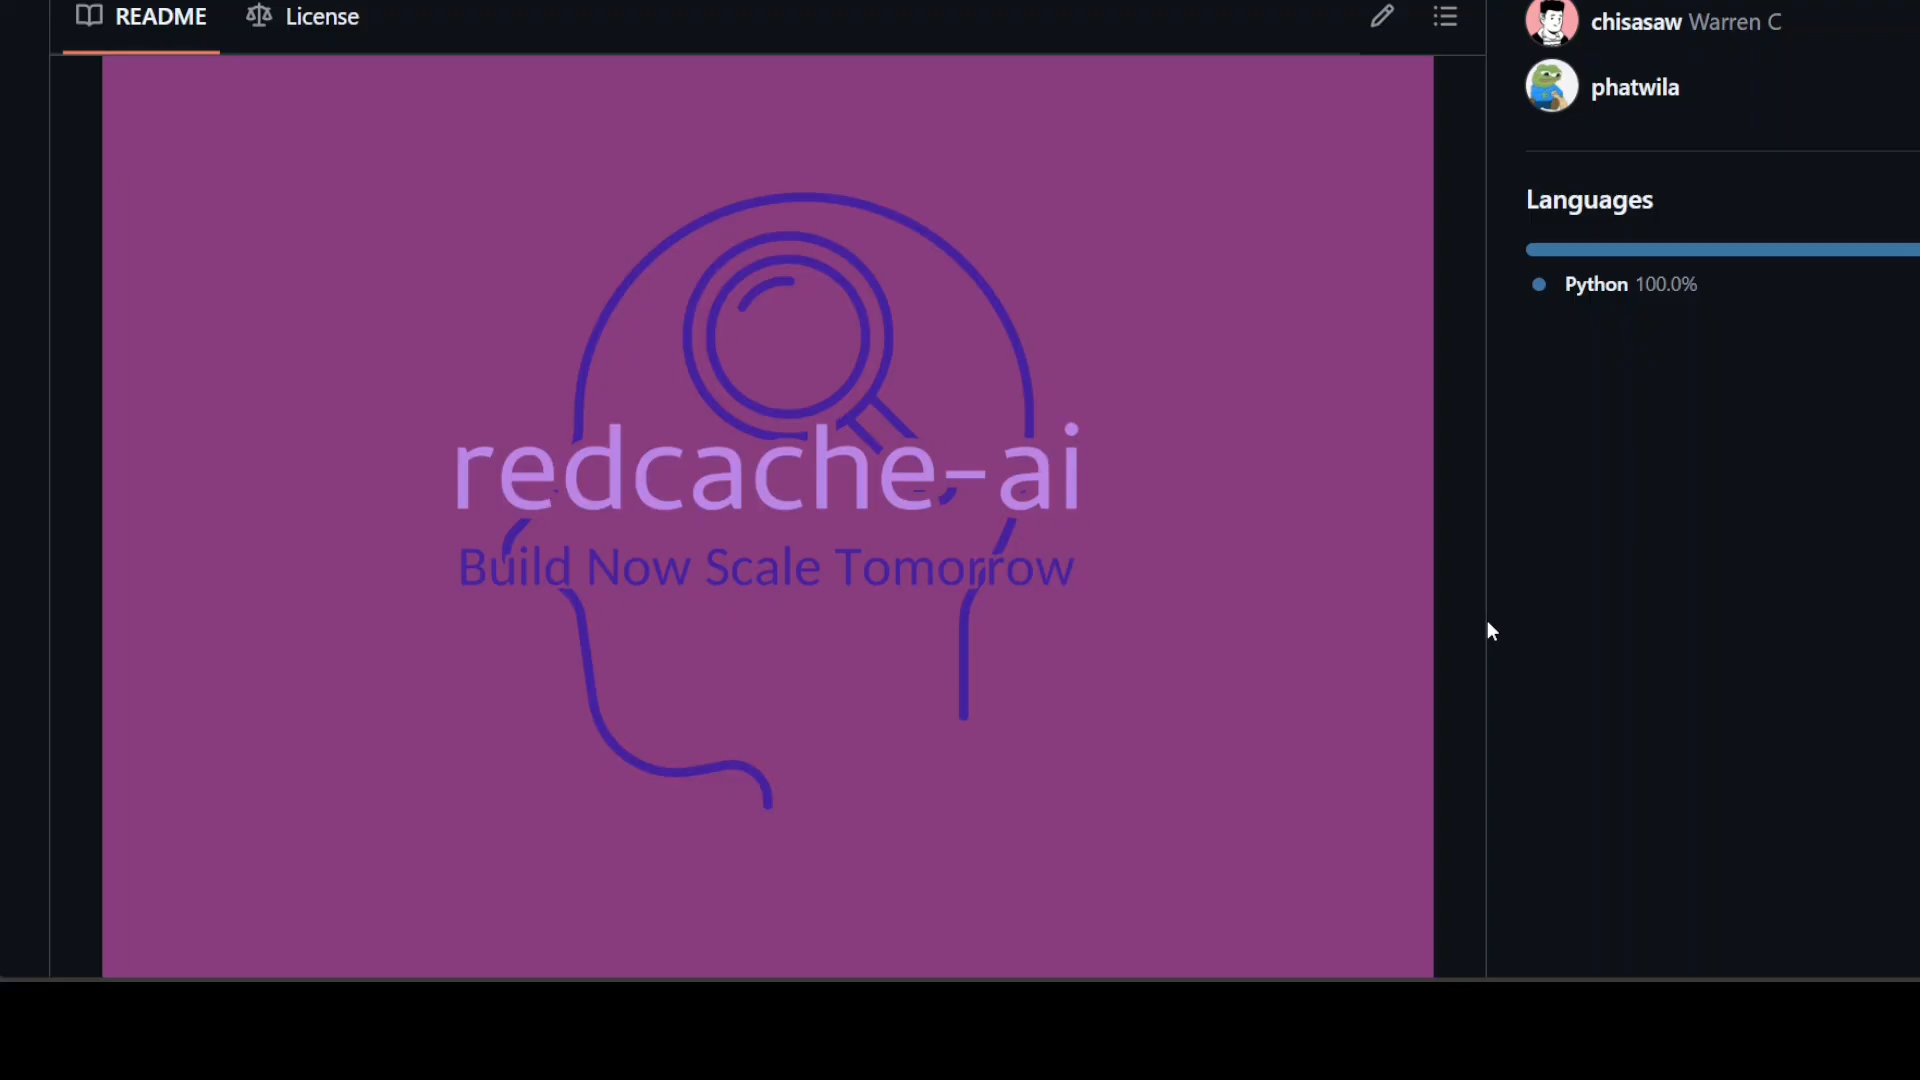 README
License
chisasaw Warren C
phatwila
Languages
Python 100.0%
redcache-ai
Build Now Scale Tomorrow